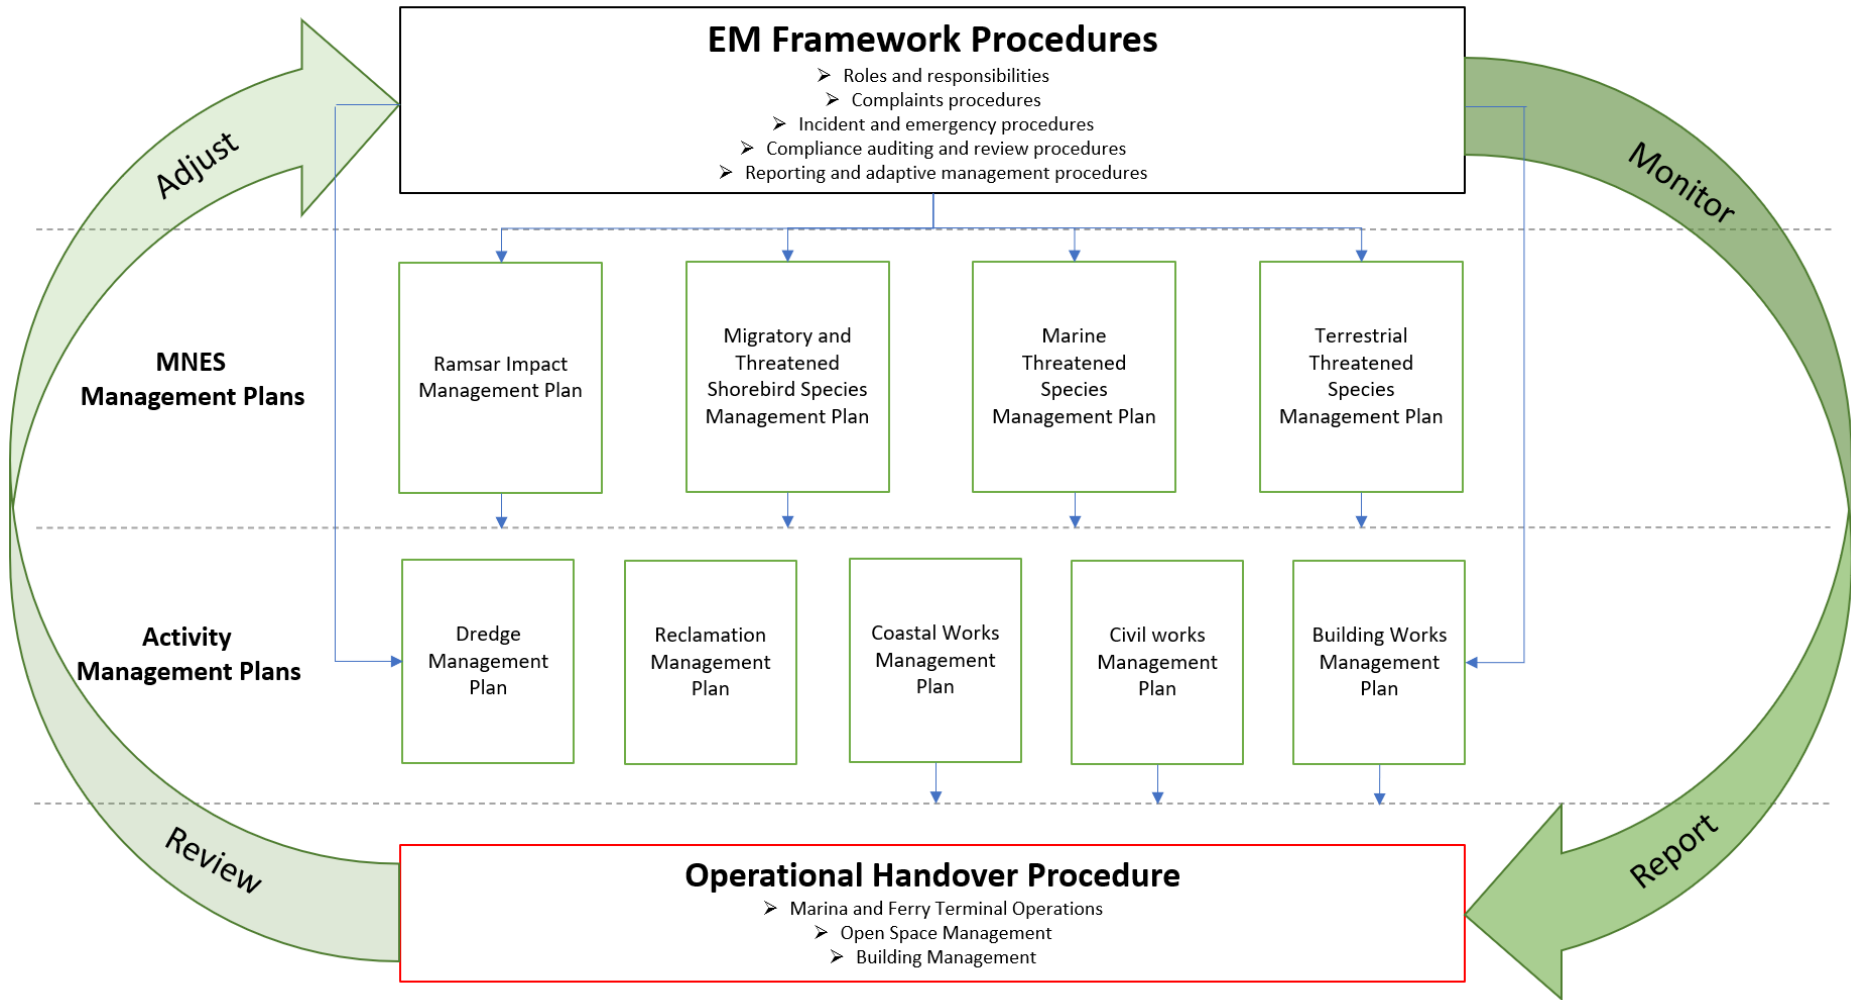 EM Framework Procedures
➢ Roles and responsibilities
➢ Complaints procedures
➢ Incident and emergency procedures
➢ Compliance auditing and review procedures
➢ Reporting and adaptive management procedures
Adjust
Monitor
MNES
Management Plans
Ramsar Impact
Management Plan
Migratory and
Threatened
Shorebird Species
Management Plan
Marine
Threatened
Species
Management Plan
Terrestrial
Threatened
Species
Management Plan
Activity
Management Plans
Dredge
Management
Plan
Reclamation
Management
Plan
Coastal Works
Management
Plan
Civil works
Management
Plan
Building Works
Management
Plan
Review
Report
Operational Handover Procedure
➢ Marina and Ferry Terminal Operations
➢ Open Space Management
➢ Building Management